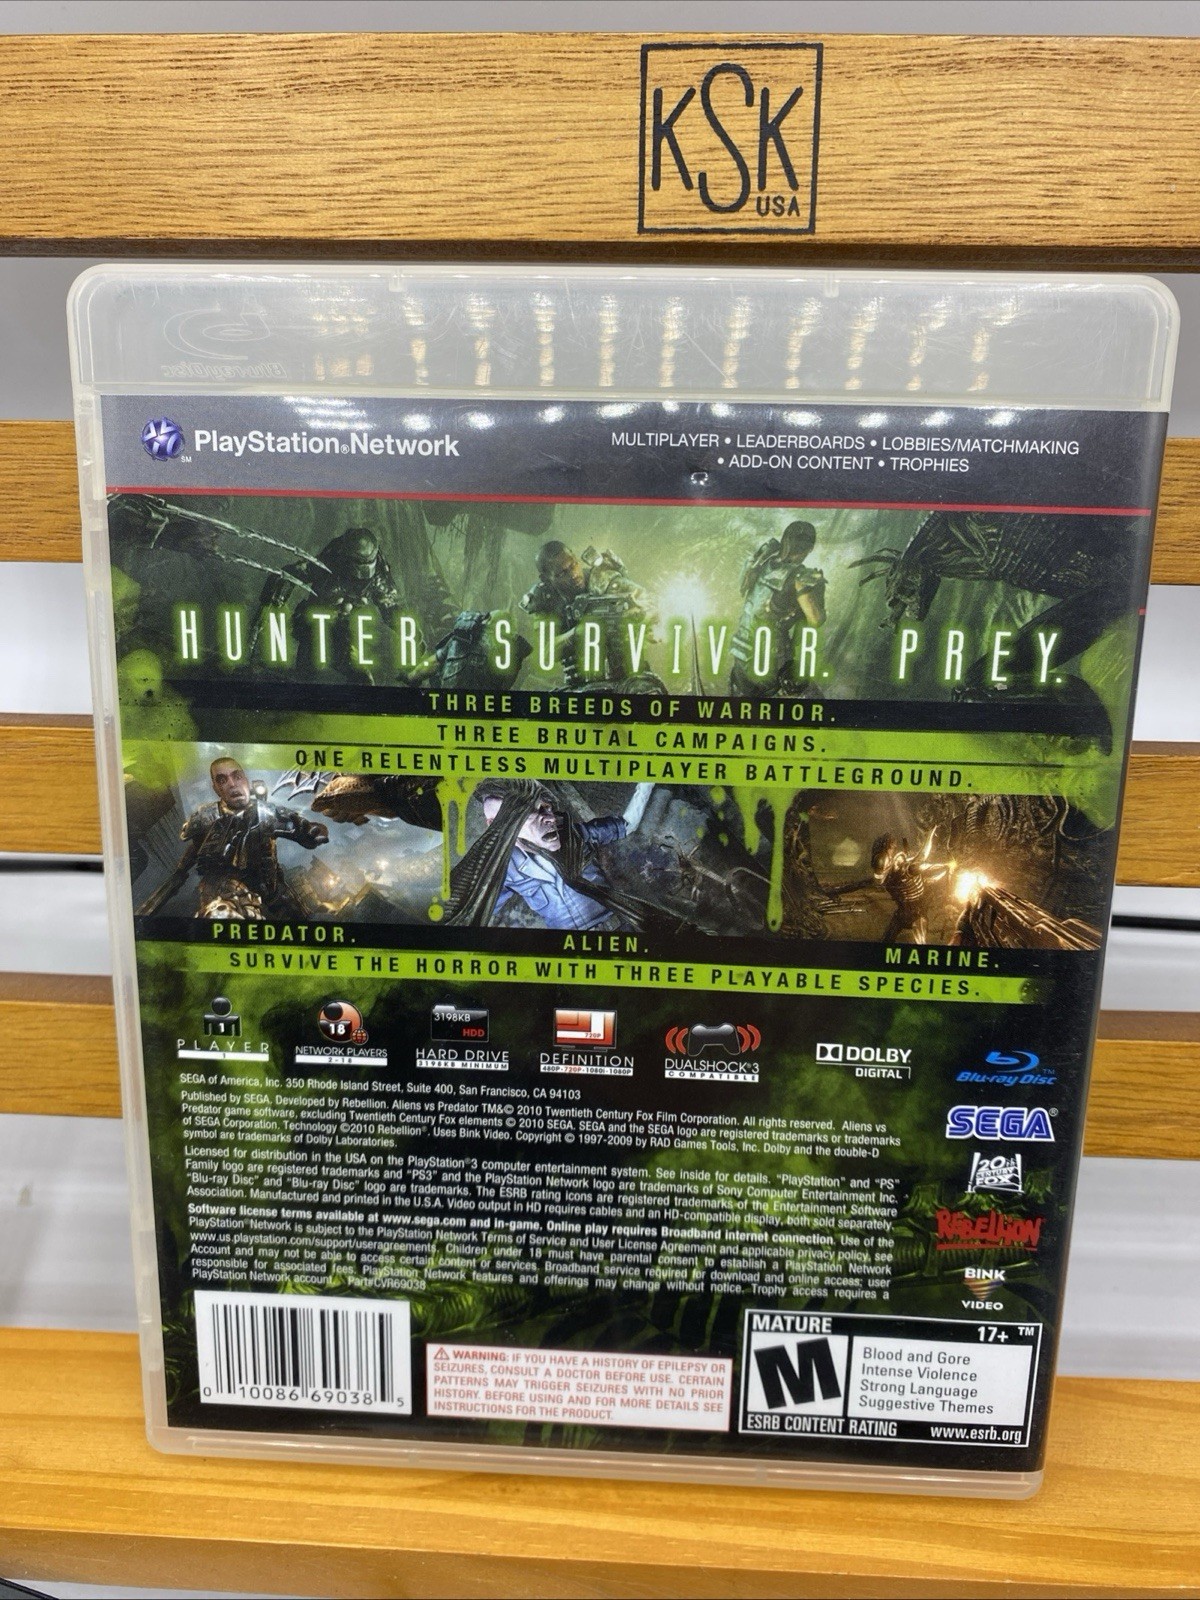 KSK
USA
PlayStation®Network
SM
MULTIPLAYER • LEADERBOARDS • LOBBIES/MATCHMAKING
• ADD-ON CONTENT • TROPHIES
HUNTER. SURVIVOR. PREY.
THREE BREEDS OF WARRIOR.
THREE BRUTAL CAMPAIGNS.
ONE RELENTLESS MULTIPLAYER BATTLEGROUND.
PREDATOR.
ALIEN.
MARINE.
SURVIVE THE HORROR WITH THREE PLAYABLE SPECIES.
1
PLAYER
1
18
NETWORK PLAYERS
2-18
3198KB
HDD
HARD DRIVE
3198KB MINIMUM
720P
DEFINITION
480P·720P·1080i·1080P
DUALSHOCK®3
COMPATIBLE
DOLBY
DIGITAL
Blu-ray Disc™
SEGA of America, Inc. 350 Rhode Island Street, Suite 400, San Francisco, CA 94103
Published by SEGA. Developed by Rebellion. Aliens vs Predator TM&© 2010 Twentieth Century Fox Film Corporation. All rights reserved. Aliens vs
Predator game software, excluding Twentieth Century Fox elements © 2010 SEGA. SEGA and the SEGA logo are registered trademarks or trademarks
of SEGA Corporation. Technology ©2010 Rebellion®. Uses Bink Video. Copyright © 1997-2009 by RAD Games Tools, Inc. Dolby and the double-D
symbol are trademarks of Dolby Laboratories.
Licensed for distribution in the USA on the PlayStation®3 computer entertainment system. See inside for details. "PlayStation" and "PS"
Family logo are registered trademarks and "PS3" and the PlayStation Network logo are trademarks of Sony Computer Entertainment Inc.
"Blu-ray Disc" and "Blu-ray Disc" logo are trademarks. The ESRB rating icons are registered trademarks of the Entertainment Software
Association. Manufactured and printed in the U.S.A. Video output in HD requires cables and an HD-compatible display, both sold separately.
Software license terms available at www.sega.com and in-game. Online play requires Broadband internet connection. Use of the
PlayStation®Network is subject to the PlayStation Network Terms of Service and User License Agreement and applicable privacy policy, see
www.us.playstation.com/support/useragreements. Children under 18 must have parental consent to establish a PlayStation Network
Account and may not be able to access certain content or services. Broadband service required for download and online access; user
responsible for associated fees. PlayStation Network features and offerings may change without notice. Trophy access requires a
PlayStation Network account. Part#CVR69038
SEGA®
20th
CENTURY
FOX
REBELLION
BINK
VIDEO
0 10086 69038 5
WARNING: IF YOU HAVE A HISTORY OF EPILEPSY OR
SEIZURES, CONSULT A DOCTOR BEFORE USE. CERTAIN
PATTERNS MAY TRIGGER SEIZURES WITH NO PRIOR
HISTORY. BEFORE USING AND FOR MORE DETAILS SEE
INSTRUCTIONS FOR THE PRODUCT.
MATURE 17+ ™
M
Blood and Gore
Intense Violence
Strong Language
Suggestive Themes
ESRB CONTENT RATING www.esrb.org